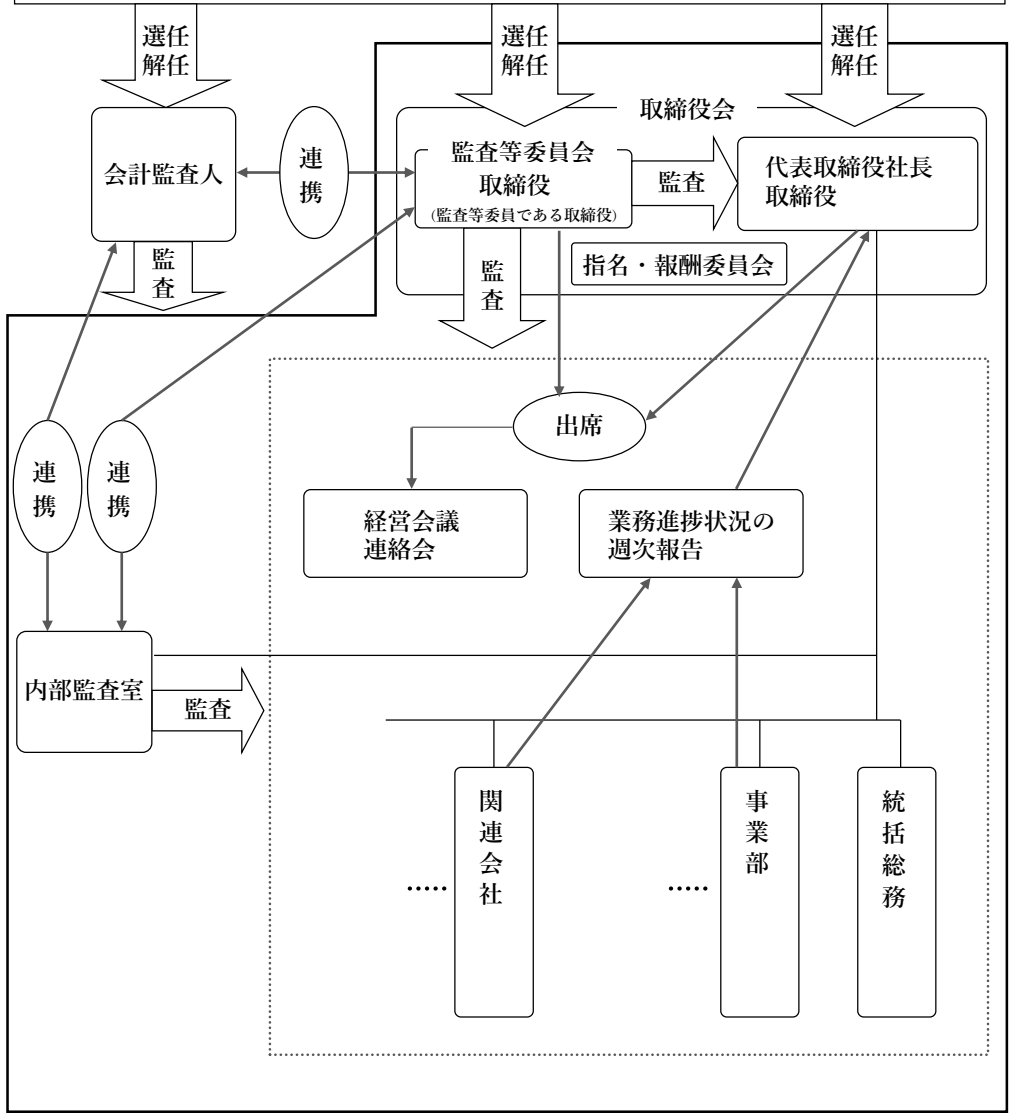 選任
解任
選任
解任
選任
解任
取締役会
会計監査人
連携
監査等委員会
取締役
(監査等委員である取締役)
監査
代表取締役社長
取締役
監査
指名・報酬委員会
監査
出席
連携
連携
経営会議
連絡会
業務進捗状況の
週次報告
内部監査室
監査
関連会社
事業部
統括総務
.....
.....